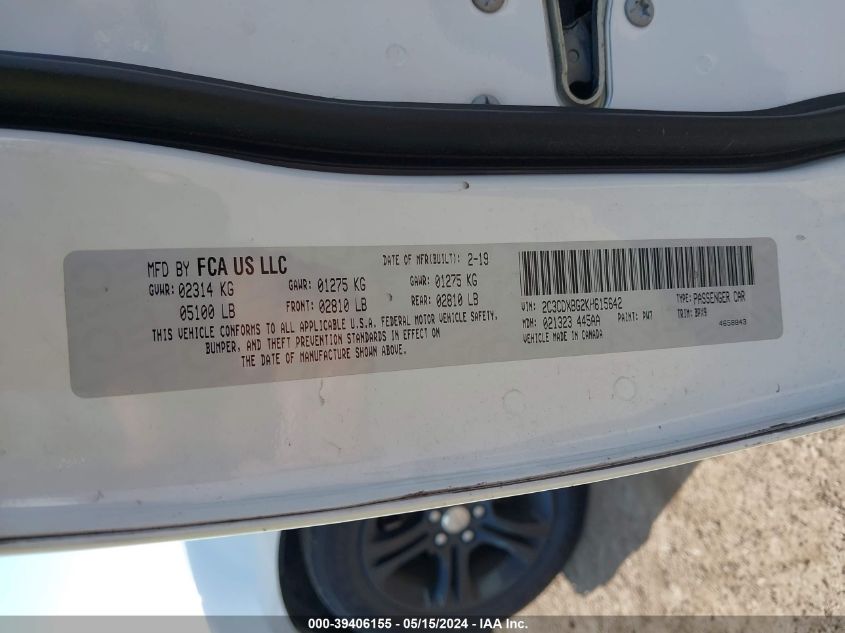 MFD BY FCA US LLC
DATE OF MFR(BUILT): 2-19
GVWR: 02314 KG
GAWR: 01275 KG
GAWR: 01275 KG
05100 LB
FRONT: 02810 LB
REAR: 02810 LB
THIS VEHICLE CONFORMS TO ALL APPLICABLE U.S.A. FEDERAL MOTOR VEHICLE SAFETY,
BUMPER, AND THEFT PREVENTION STANDARDS IN EFFECT ON
THE DATE OF MANUFACTURE SHOWN ABOVE.
VIN: 2C3CDXBG2KH615642
TYPE: PASSENGER CAR
MDH: 021323 445AA
PAINT: PW7
TRIM: BPX9
VEHICLE MADE IN CANADA
4658843
000-39406155 - 05/15/2024 - IAA Inc.